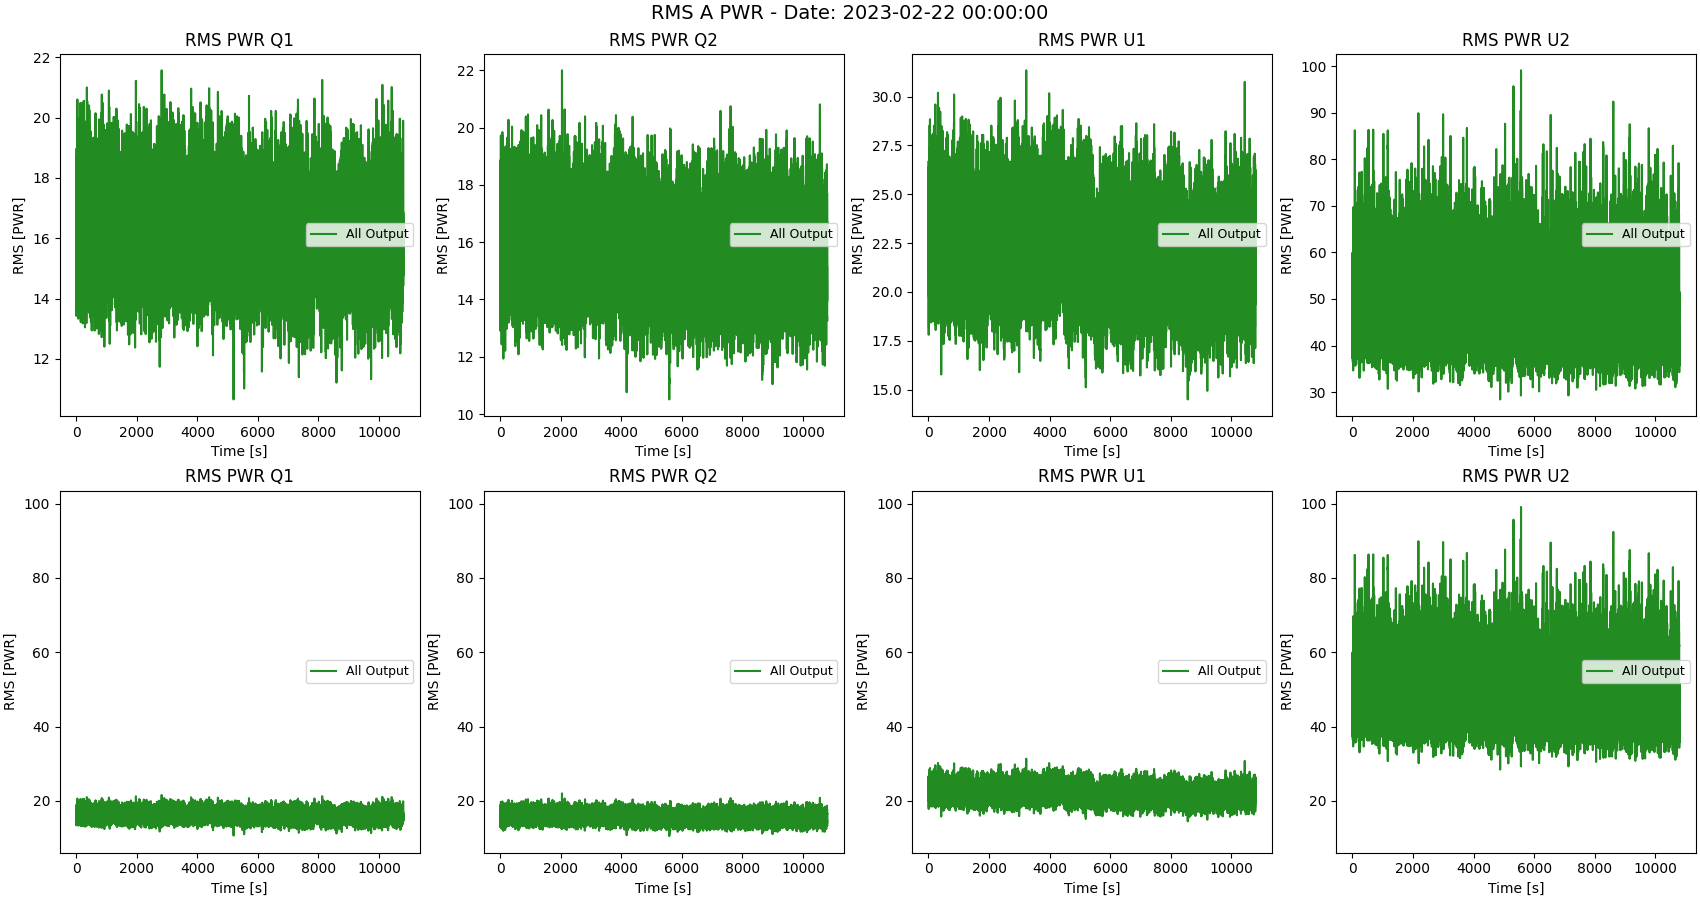 RMS A PWR - Date: 2023-02-22 00:00:00
RMS PWR Q1
RMS [PWR]
22
20
18
16
14
12
All Output
0 2000 4000 6000 8000 10000
Time [s]
RMS PWR Q2
RMS [PWR]
22
20
18
16
14
12
10
All Output
0 2000 4000 6000 8000 10000
Time [s]
RMS PWR U1
RMS [PWR]
30.0
27.5
25.0
22.5
20.0
17.5
15.0
All Output
0 2000 4000 6000 8000 10000
Time [s]
RMS PWR U2
RMS [PWR]
100
90
80
70
60
50
40
30
All Output
0 2000 4000 6000 8000 10000
Time [s]
RMS PWR Q1
RMS [PWR]
100
80
60
40
20
All Output
0 2000 4000 6000 8000 10000
Time [s]
RMS PWR Q2
RMS [PWR]
100
80
60
40
20
All Output
0 2000 4000 6000 8000 10000
Time [s]
RMS PWR U1
RMS [PWR]
100
80
60
40
20
All Output
0 2000 4000 6000 8000 10000
Time [s]
RMS PWR U2
RMS [PWR]
100
80
60
40
20
All Output
0 2000 4000 6000 8000 10000
Time [s]